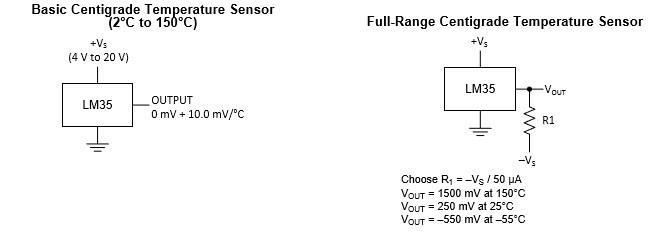 Basic Centigrade Temperature Sensor
(2°C to 150°C)
+Vs
(4 V to 20 V)
LM35
OUTPUT
0 mV + 10.0 mV/°C
Full-Range Centigrade Temperature Sensor
+Vs
LM35
VOUT
R1
–Vs
Choose R1 = –VS / 50 µA
VOUT = 1500 mV at 150°C
VOUT = 250 mV at 25°C
VOUT = –550 mV at –55°C